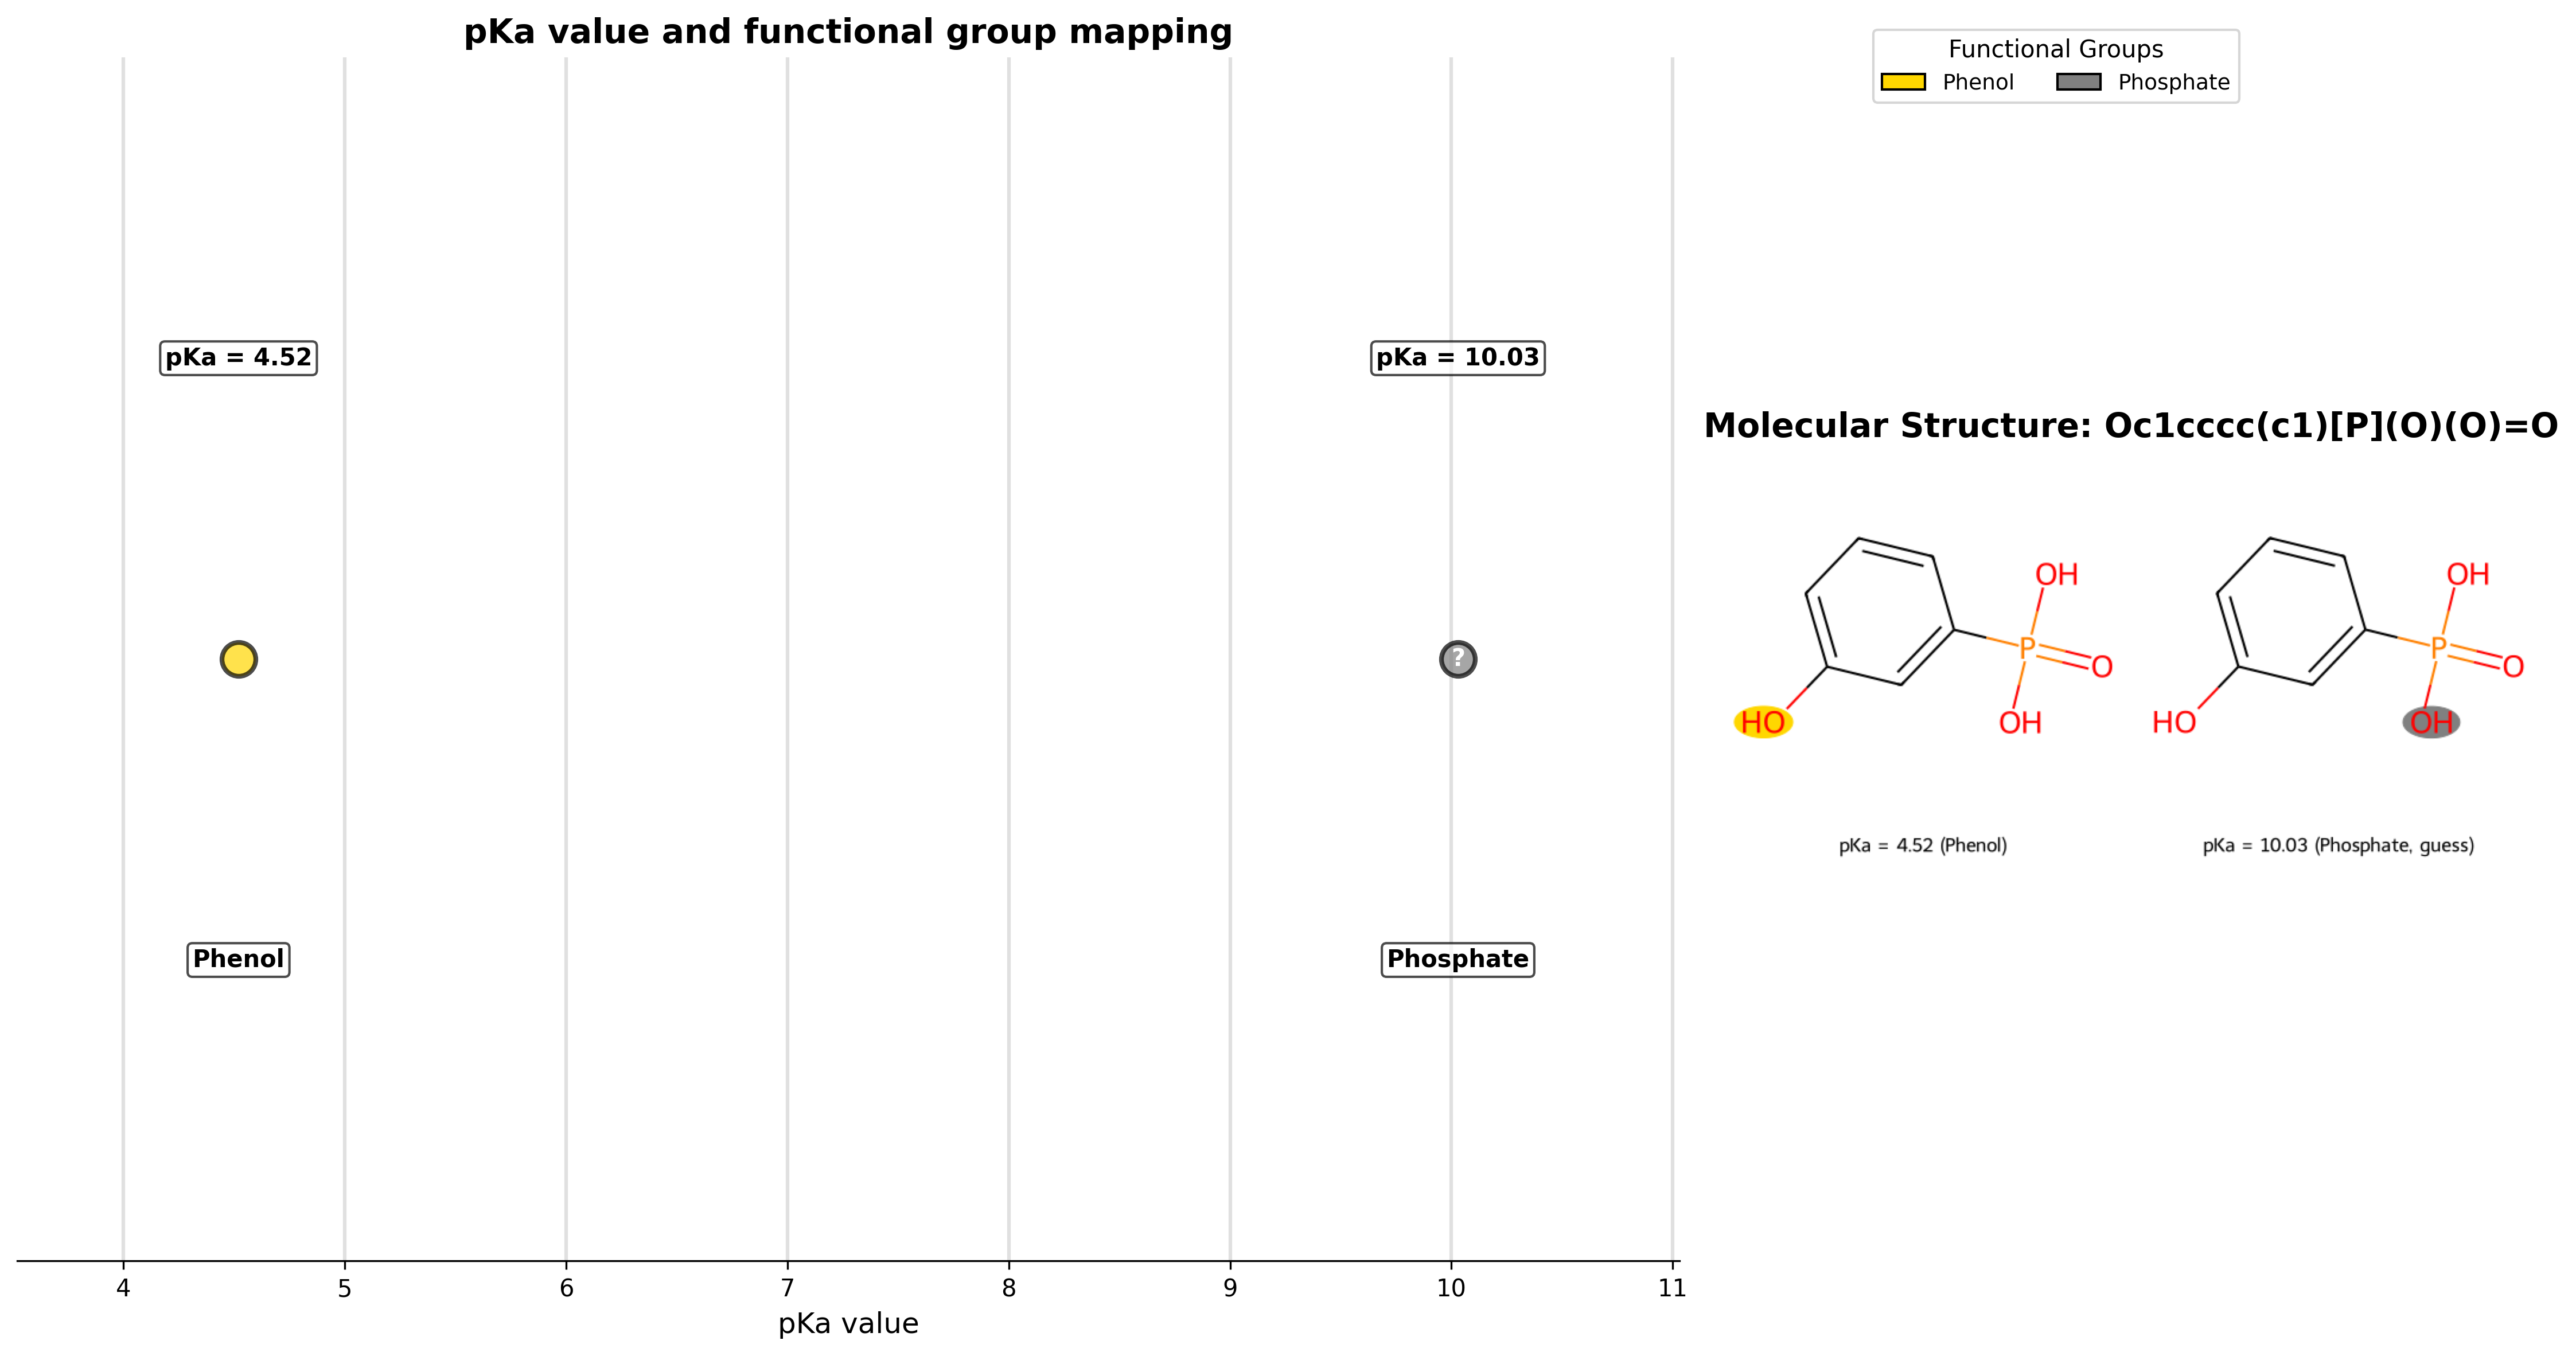 pKa value and functional group mapping
Functional Groups
Phenol
Phosphate
pKa = 4.52
pKa = 10.03
?
Phenol
Phosphate
4
5
6
7
8
9
10
11
pKa value
Molecular Structure: Oc1cccc(c1)[P](O)(O)=O
OH
P
O
HO
OH
OH
P
O
HO
OH
pKa = 4.52 (Phenol)
pKa = 10.03 (Phosphate, guess)